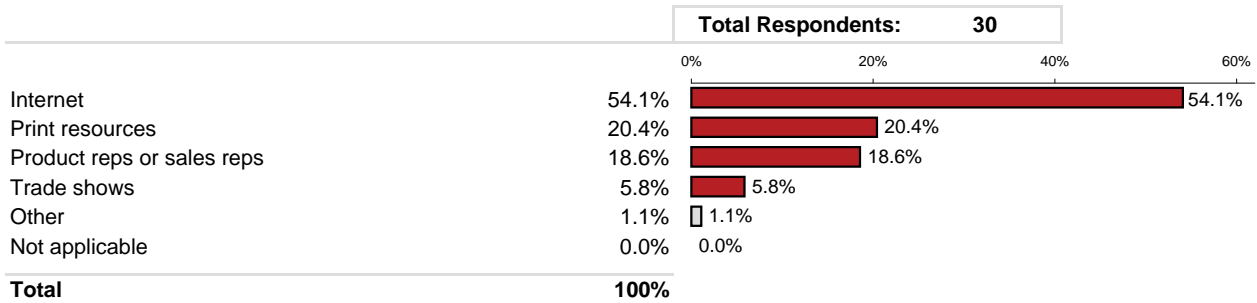 Total Respondents: 30
0% 20% 40% 60%
Internet 54.1% 54.1%
Print resources 20.4% 20.4%
Product reps or sales reps 18.6% 18.6%
Trade shows 5.8% 5.8%
Other 1.1% 1.1%
Not applicable 0.0% 0.0%
Total 100%